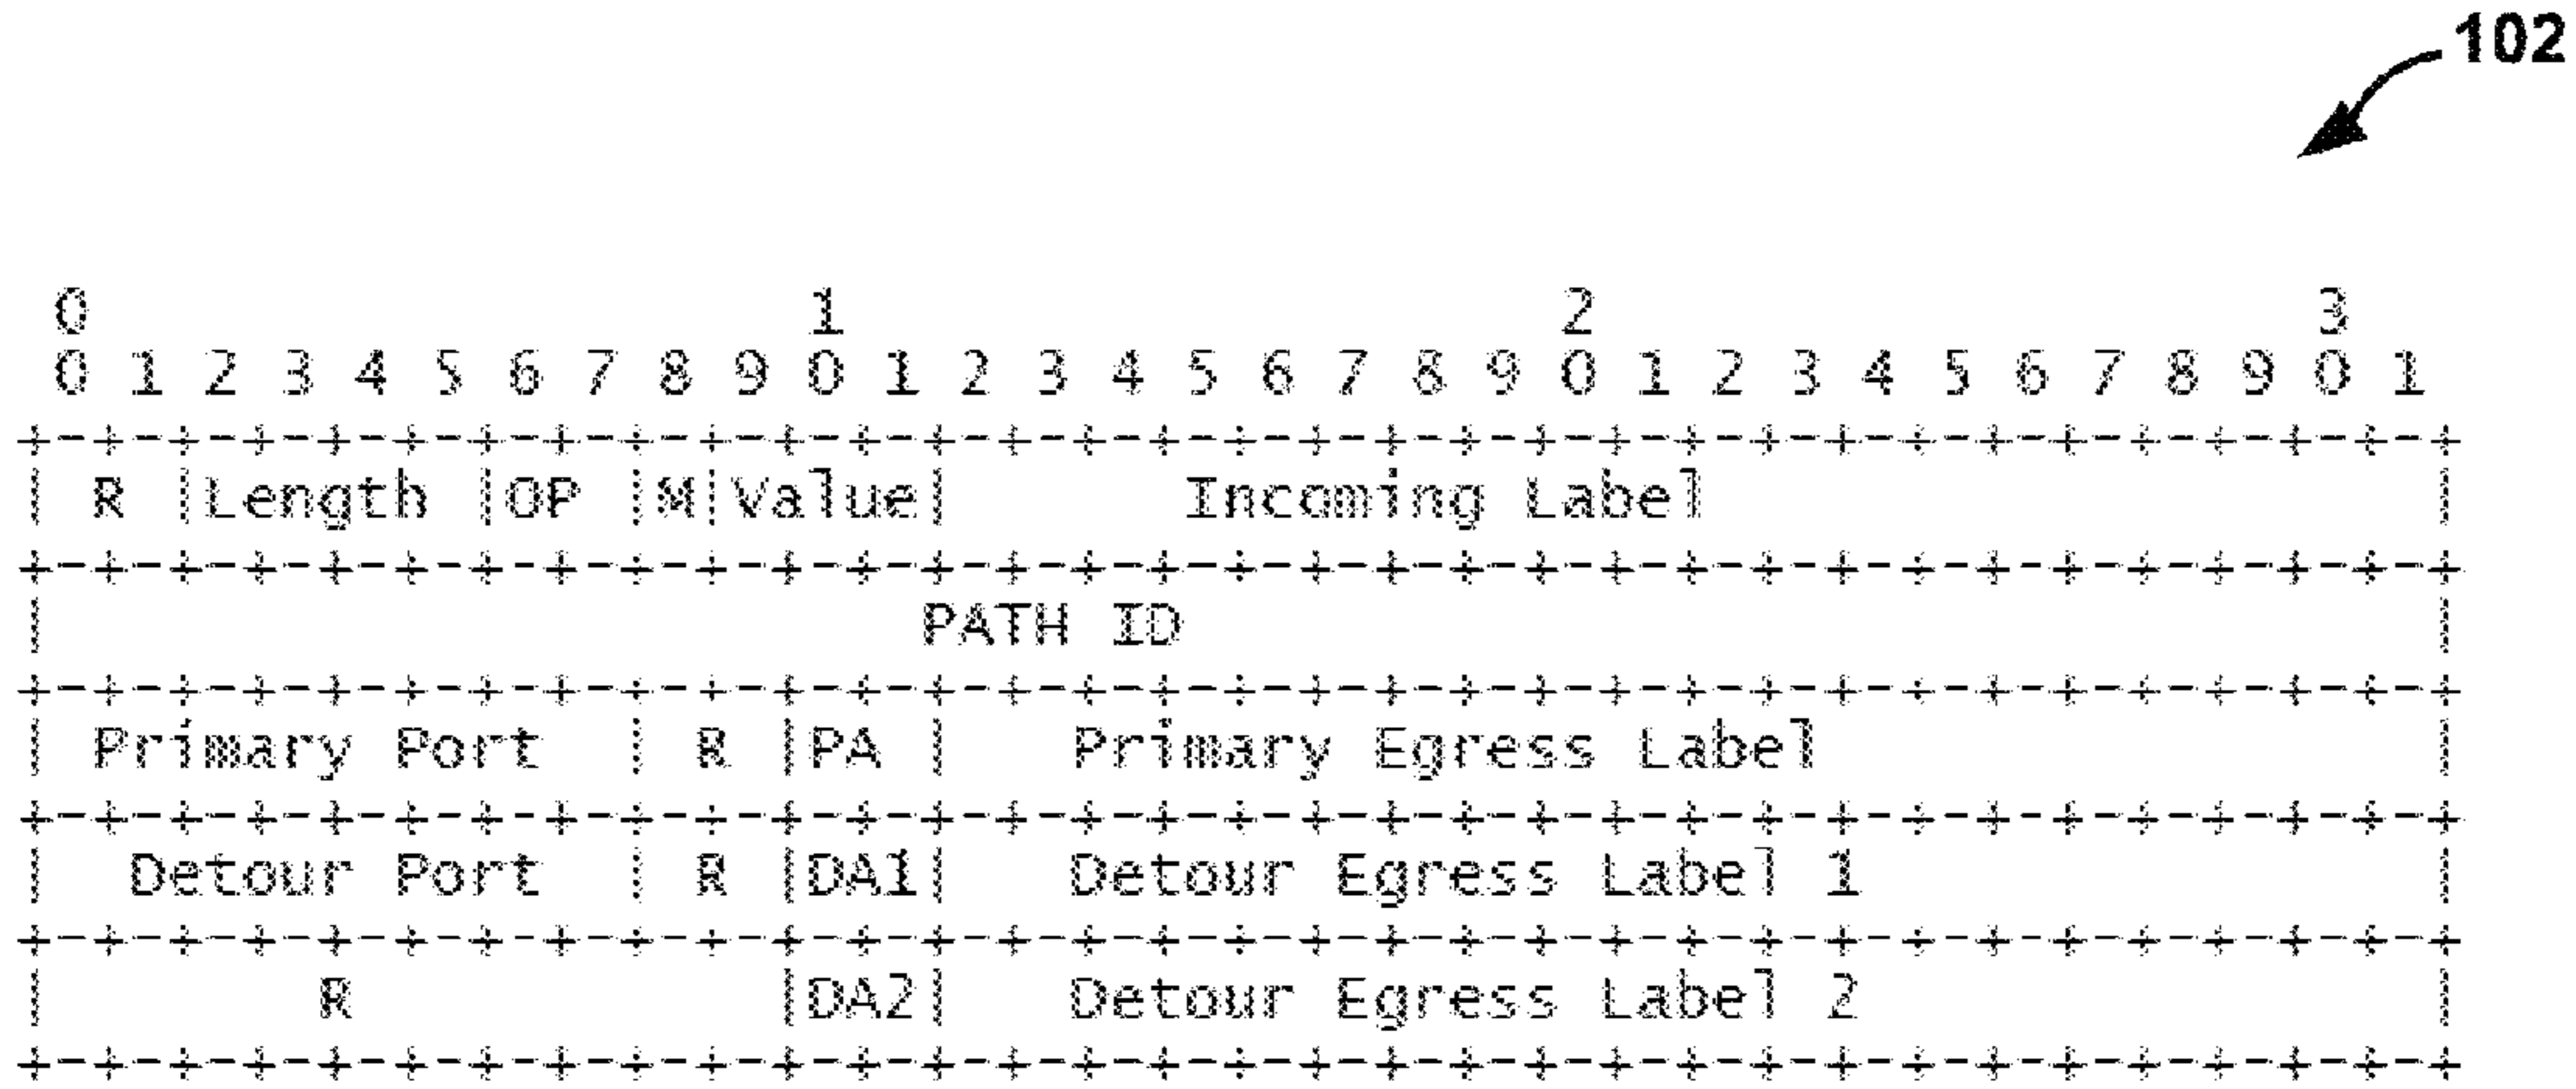 102
 0                   1                   2                   3
 0 1 2 3 4 5 6 7 8 9 0 1 2 3 4 5 6 7 8 9 0 1 2 3 4 5 6 7 8 9 0 1
+-+-+-+-+-+-+-+-+-+-+-+-+-+-+-+-+-+-+-+-+-+-+-+-+-+-+-+-+-+-+-+-+
| R |Length |OP |M|Value|      Incoming Label                   |
+-+-+-+-+-+-+-+-+-+-+-+-+-+-+-+-+-+-+-+-+-+-+-+-+-+-+-+-+-+-+-+-+
|                       PATH ID                                 |
+-+-+-+-+-+-+-+-+-+-+-+-+-+-+-+-+-+-+-+-+-+-+-+-+-+-+-+-+-+-+-+-+
| Primary Port  | R |PA |   Primary Egress Label                |
+-+-+-+-+-+-+-+-+-+-+-+-+-+-+-+-+-+-+-+-+-+-+-+-+-+-+-+-+-+-+-+-+
|  Detour Port  | R |DA1|   Detour Egress Label 1               |
+-+-+-+-+-+-+-+-+-+-+-+-+-+-+-+-+-+-+-+-+-+-+-+-+-+-+-+-+-+-+-+-+
|       R           |DA2|   Detour Egress Label 2               |
+-+-+-+-+-+-+-+-+-+-+-+-+-+-+-+-+-+-+-+-+-+-+-+-+-+-+-+-+-+-+-+-+